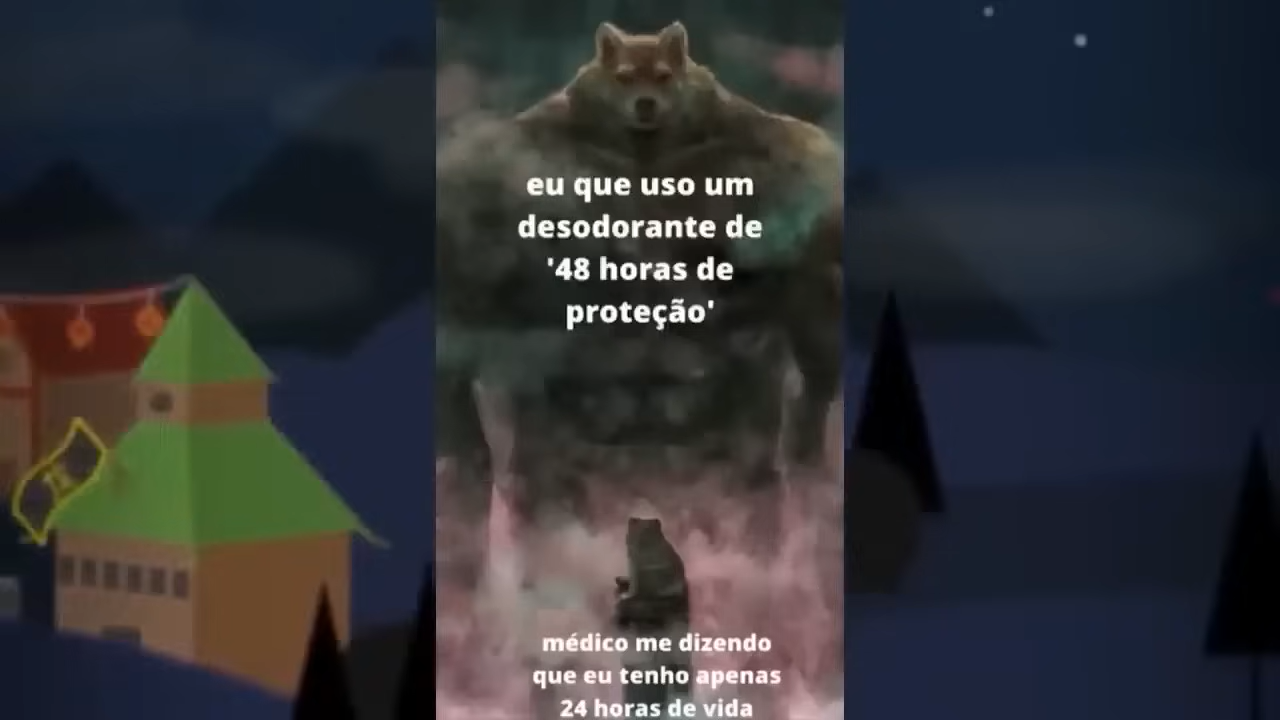 eu que uso um
desodorante de
'48 horas de
proteção'
médico me dizendo
que eu tenho apenas
24 horas de vida